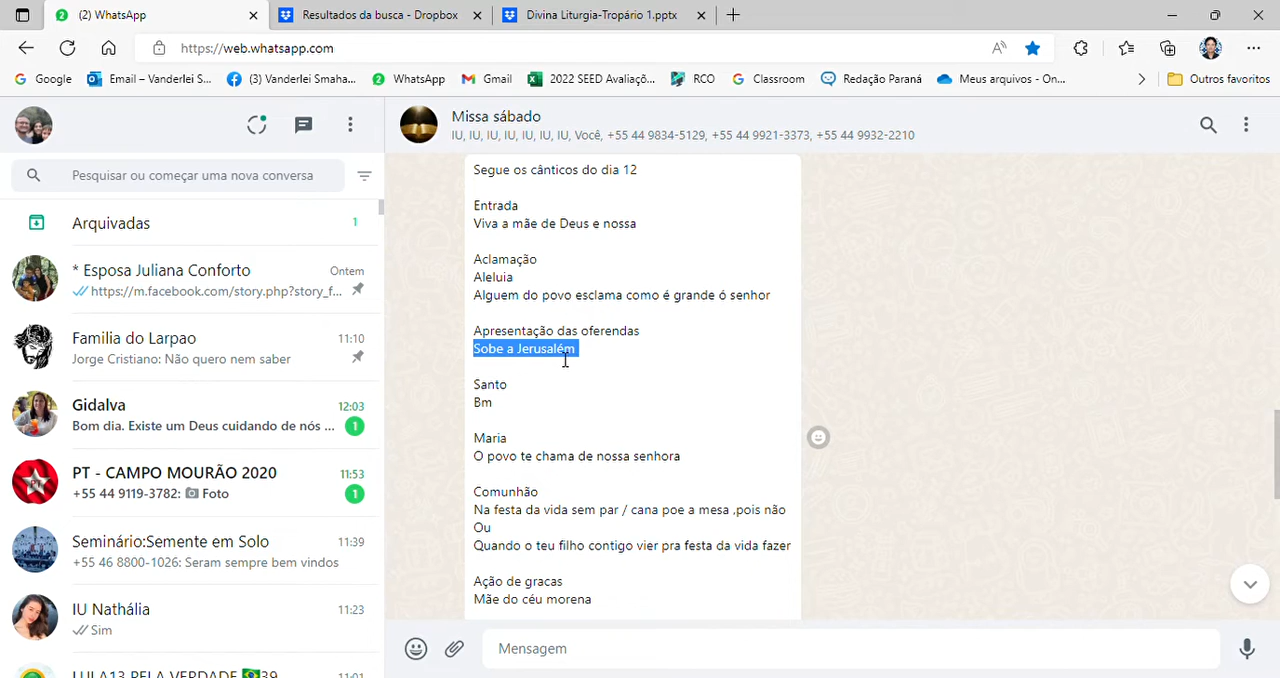 (2) WhatsApp
Resultados da busca - Dropbox
Divina Liturgia-Tropário 1.pptx
https://web.whatsapp.com
Google
Email – Vanderlei S...
(3) Vanderlei Smaha...
WhatsApp
Gmail
2022 SEED Avaliaçõ...
RCO
Classroom
Redação Paraná
Meus arquivos - On...
Outros favoritos
Missa sábado
IU, IU, IU, IU, IU, IU, IU, Você, +55 44 9834-5129, +55 44 9921-3373, +55 44 9932-2210
Pesquisar ou começar uma nova conversa
Arquivadas
1
* Esposa Juliana Conforto
Ontem
https://m.facebook.com/story.php?story_f...
Familia do Larpao
11:10
Jorge Cristiano: Não quero nem saber
Gidalva
12:03
Bom dia. Existe um Deus cuidando de nós ...
1
PT - CAMPO MOURÃO 2020
11:53
+55 44 9119-3782: Foto
1
Seminário:Semente em Solo
11:39
+55 46 8800-1026: Seram sempre bem vindos
IU Nathália
11:23
Sim
LULA13 PELA VERDADE 39
11:01
Segue os cânticos do dia 12
Entrada
Viva a mãe de Deus e nossa
Aclamação
Aleluia
Alguem do povo esclama como é grande ó senhor
Apresentação das oferendas
Sobe a Jerusalém
Santo
Bm
Maria
O povo te chama de nossa senhora
Comunhão
Na festa da vida sem par / cana poe a mesa ,pois não
Ou
Quando o teu filho contigo vier pra festa da vida fazer
Ação de gracas
Mãe do céu morena
Mensagem